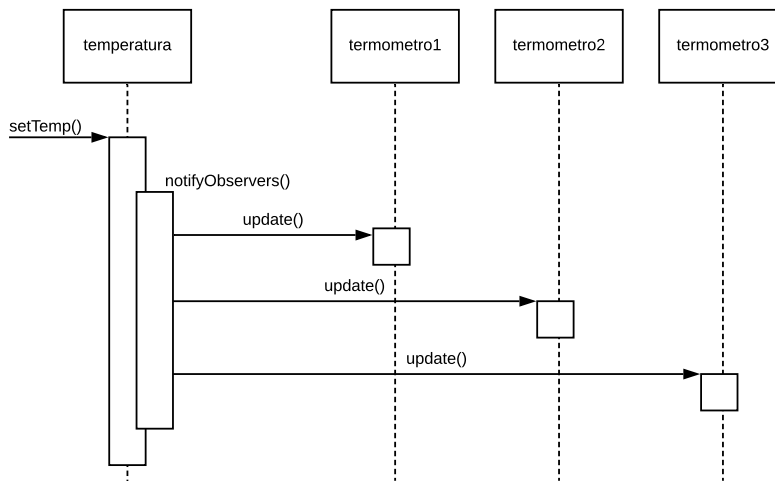 temperatura
termometro1
termometro2
termometro3
setTemp()
notifyObservers()
update()
update()
update()